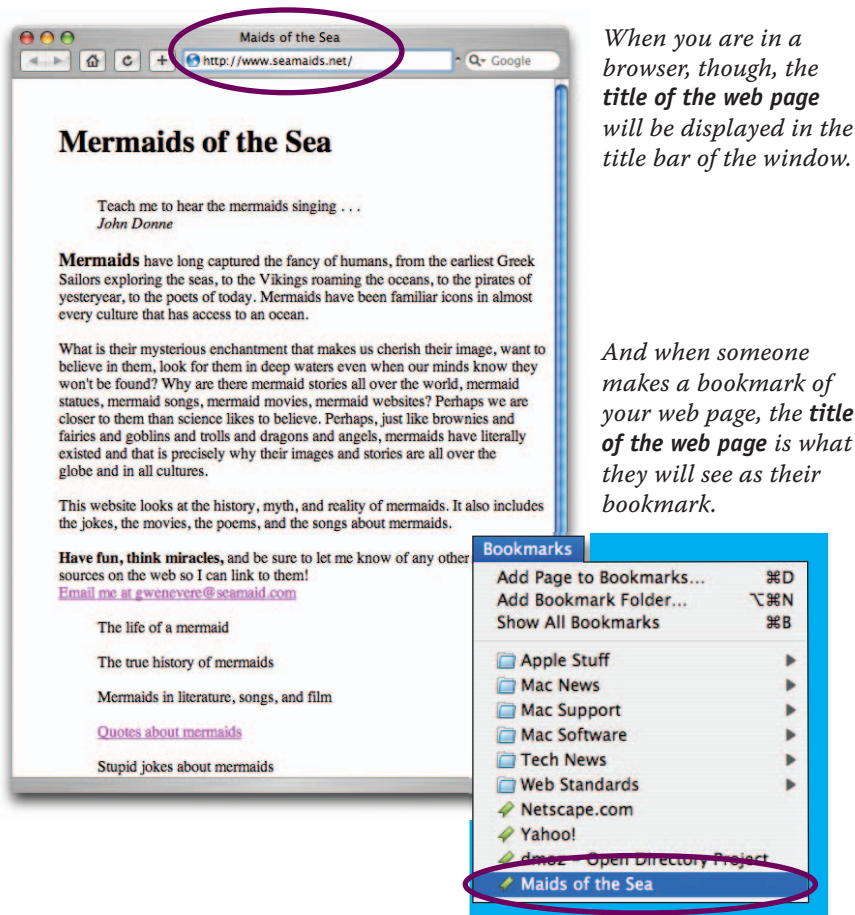 Maids of the Sea
http://www.seamaids.net/
Google
Mermaids of the Sea
Teach me to hear the mermaids singing . . .
John Donne
Mermaids have long captured the fancy of humans, from the earliest Greek
Sailors exploring the seas, to the Vikings roaming the oceans, to the pirates of
yesteryear, to the poets of today. Mermaids have been familiar icons in almost
every culture that has access to an ocean.
What is their mysterious enchantment that makes us cherish their image, want to
believe in them, look for them in deep waters even when our minds know they
won't be found? Why are there mermaid stories all over the world, mermaid
statues, mermaid songs, mermaid movies, mermaid websites? Perhaps we are
closer to them than science likes to believe. Perhaps, just like brownies and
fairies and goblins and trolls and dragons and angels, mermaids have literally
existed and that is precisely why their images and stories are all over the
globe and in all cultures.
This website looks at the history, myth, and reality of mermaids. It also includes
the jokes, the movies, the poems, and the songs about mermaids.
Have fun, think miracles, and be sure to let me know of any other
sources on the web so I can link to them!
Email me at gwenevere@seamaid.com
The life of a mermaid
The true history of mermaids
Mermaids in literature, songs, and film
Quotes about mermaids
Stupid jokes about mermaids
When you are in a
browser, though, the
title of the web page
will be displayed in the
title bar of the window.
And when someone
makes a bookmark of
your web page, the title
of the web page is what
they will see as their
bookmark.
Bookmarks
Add Page to Bookmarks... ⌘D
Add Bookmark Folder... ⌥⌘N
Show All Bookmarks ⌘B
Apple Stuff
Mac News
Mac Support
Mac Software
Tech News
Web Standards
Netscape.com
Yahoo!
dmoz - Open Directory Project
Maids of the Sea